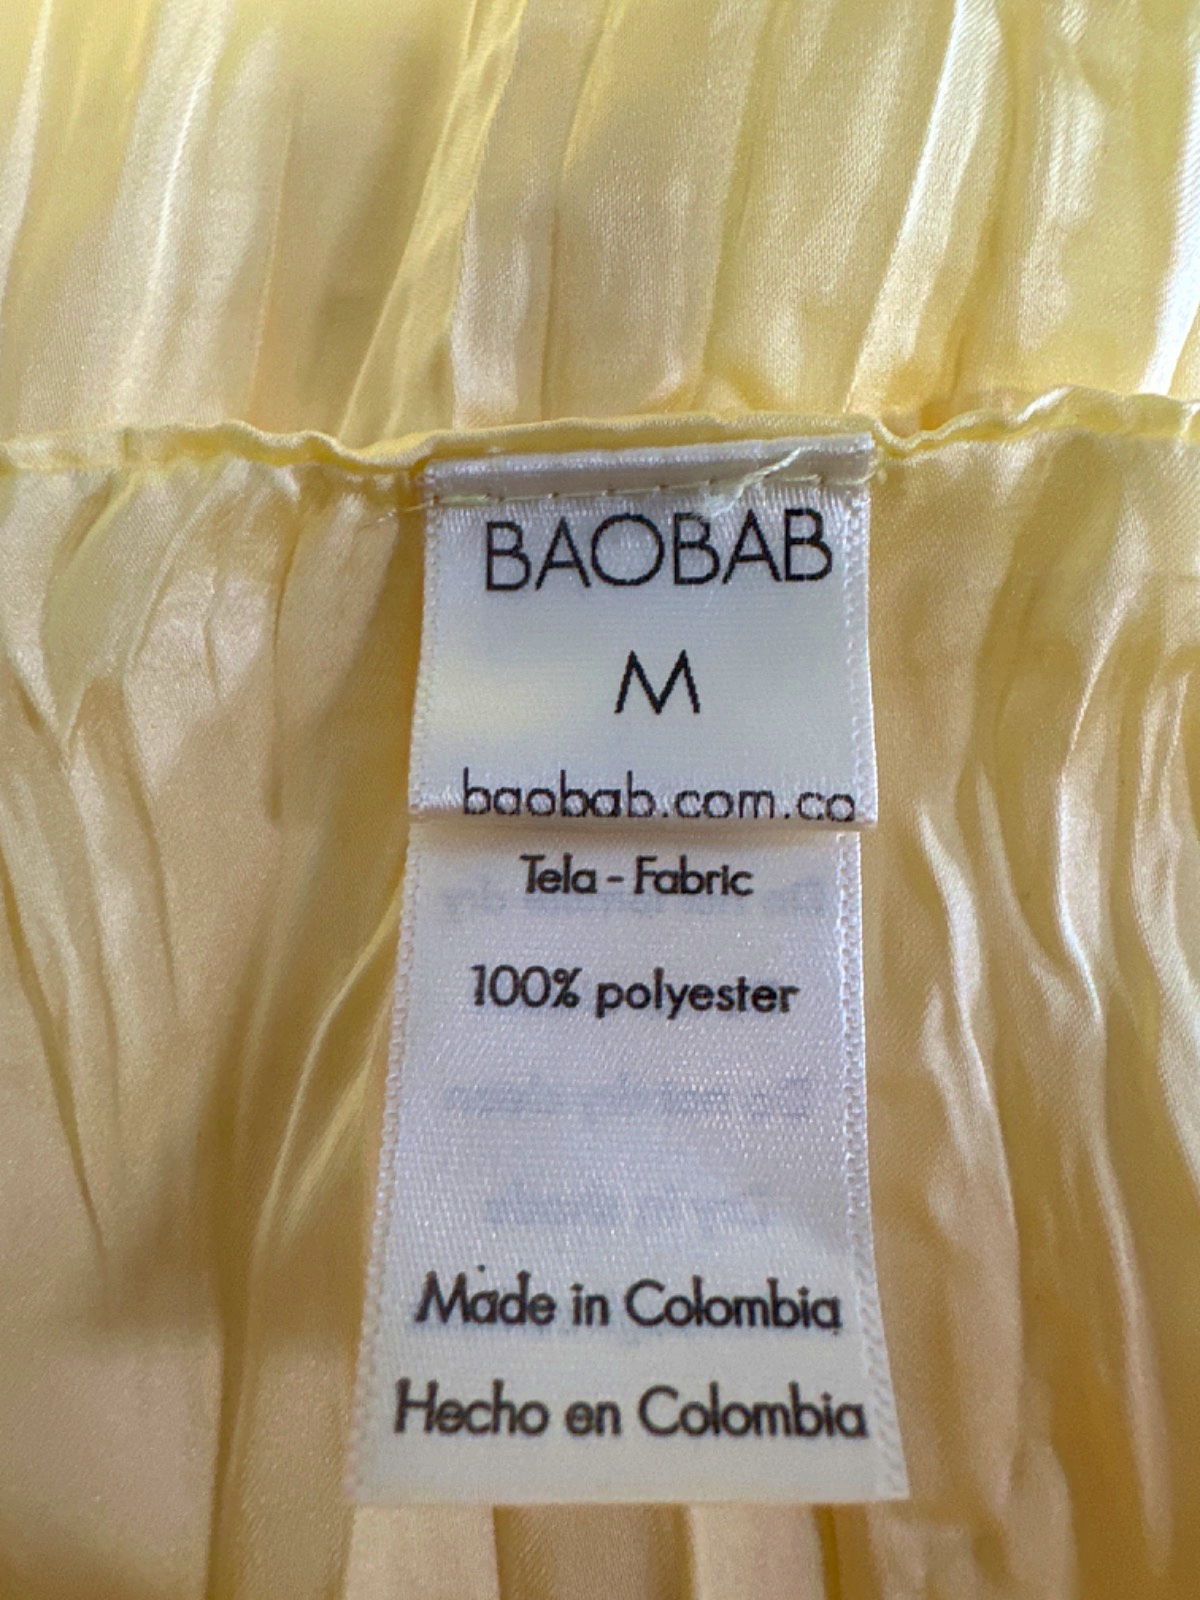 BAOBAB
M
baobab.com.co
Tela - Fabric
100% polyester
Made in Colombia
Hecho en Colombia